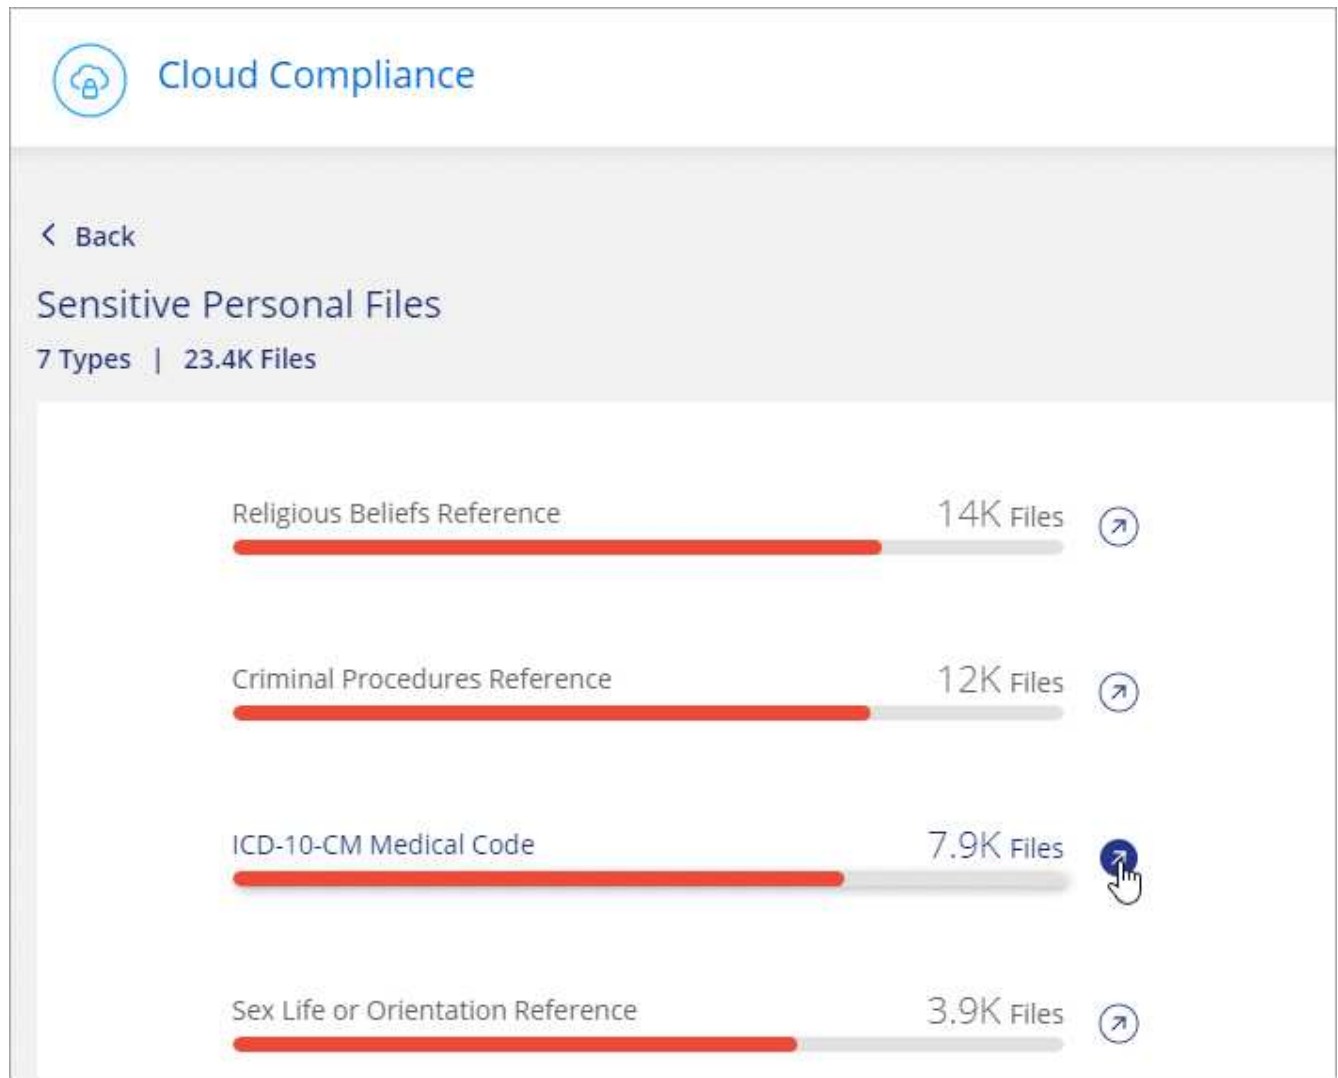 Cloud Compliance
Back
Sensitive Personal Files
7 Types | 23.4K Files
Religious Beliefs Reference 14K Files
Criminal Procedures Reference 12K Files
ICD-10-CM Medical Code 7.9K Files
Sex Life or Orientation Reference 3.9K Files